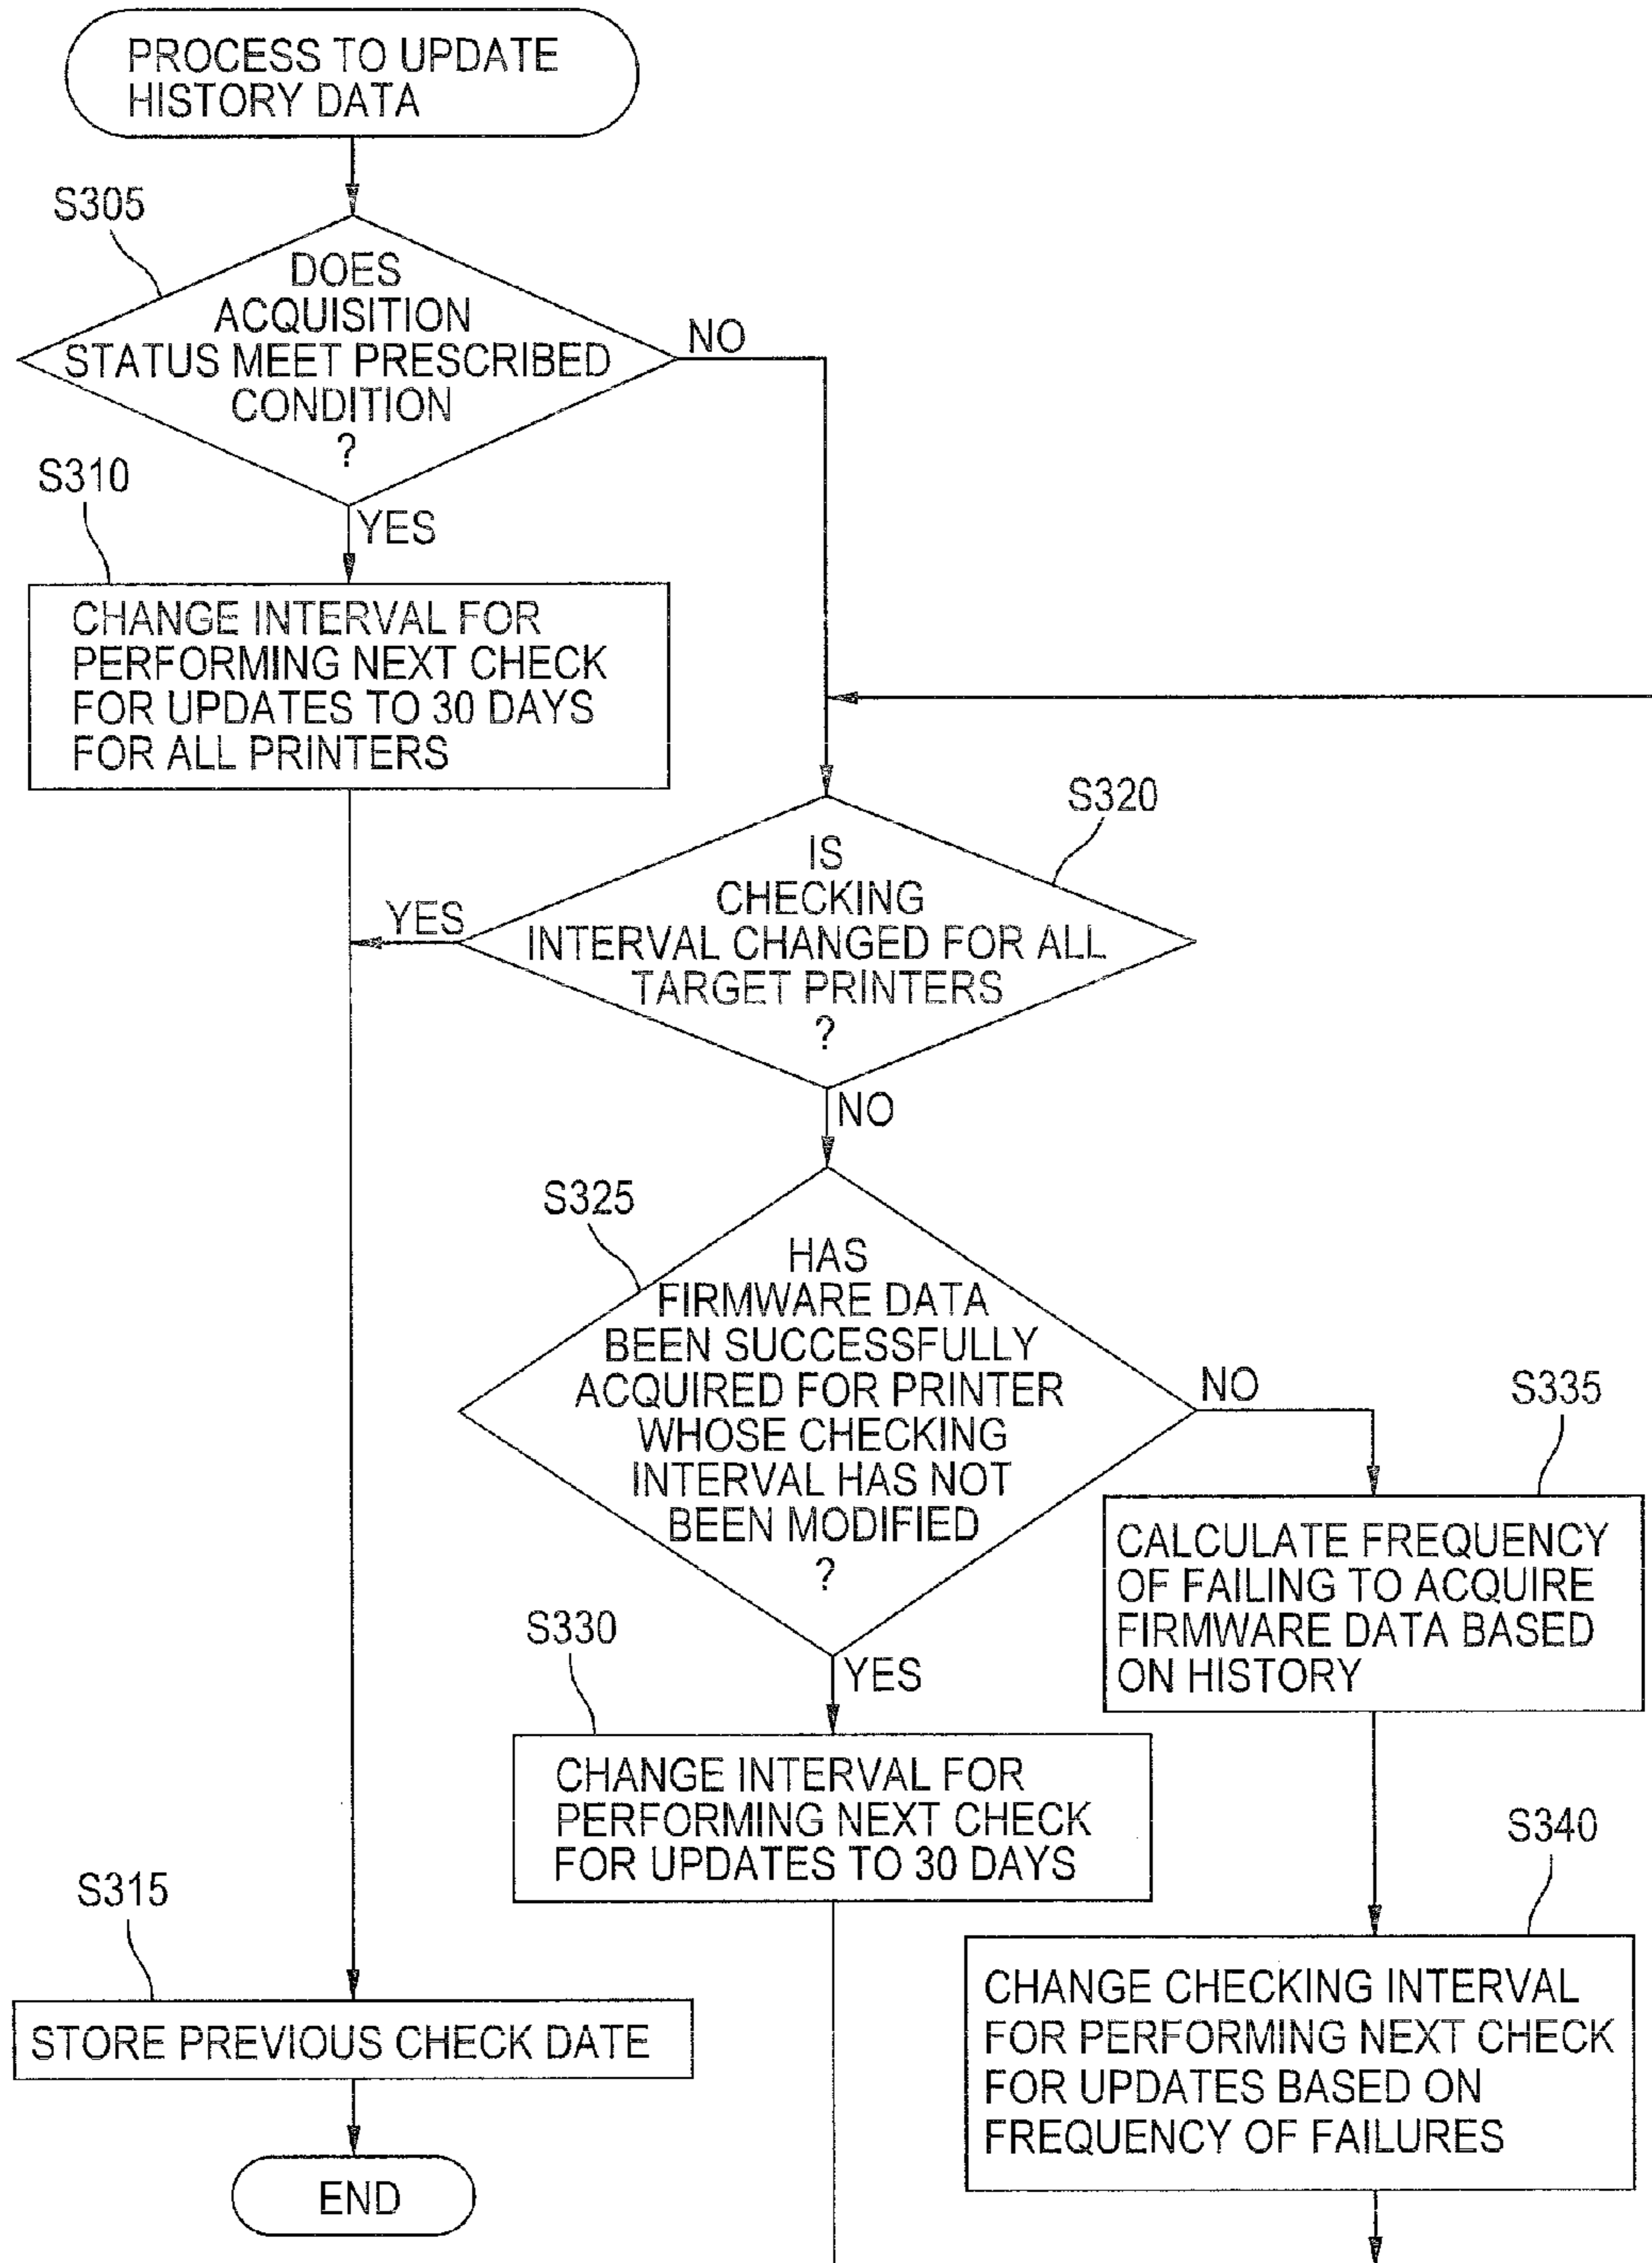 PROCESS TO UPDATE
HISTORY DATA
S305
DOES
ACQUISITION
STATUS MEET PRESCRIBED
CONDITION
?
NO
YES
S310
CHANGE INTERVAL FOR
PERFORMING NEXT CHECK
FOR UPDATES TO 30 DAYS
FOR ALL PRINTERS
S320
IS
CHECKING
INTERVAL CHANGED FOR ALL
TARGET PRINTERS
?
YES
NO
S325
HAS
FIRMWARE DATA
BEEN SUCCESSFULLY
ACQUIRED FOR PRINTER
WHOSE CHECKING
INTERVAL HAS NOT
BEEN MODIFIED
?
NO
YES
S335
CALCULATE FREQUENCY
OF FAILING TO ACQUIRE
FIRMWARE DATA BASED
ON HISTORY
S330
CHANGE INTERVAL FOR
PERFORMING NEXT CHECK
FOR UPDATES TO 30 DAYS
S340
CHANGE CHECKING INTERVAL
FOR PERFORMING NEXT CHECK
FOR UPDATES BASED ON
FREQUENCY OF FAILURES
S315
STORE PREVIOUS CHECK DATE
END